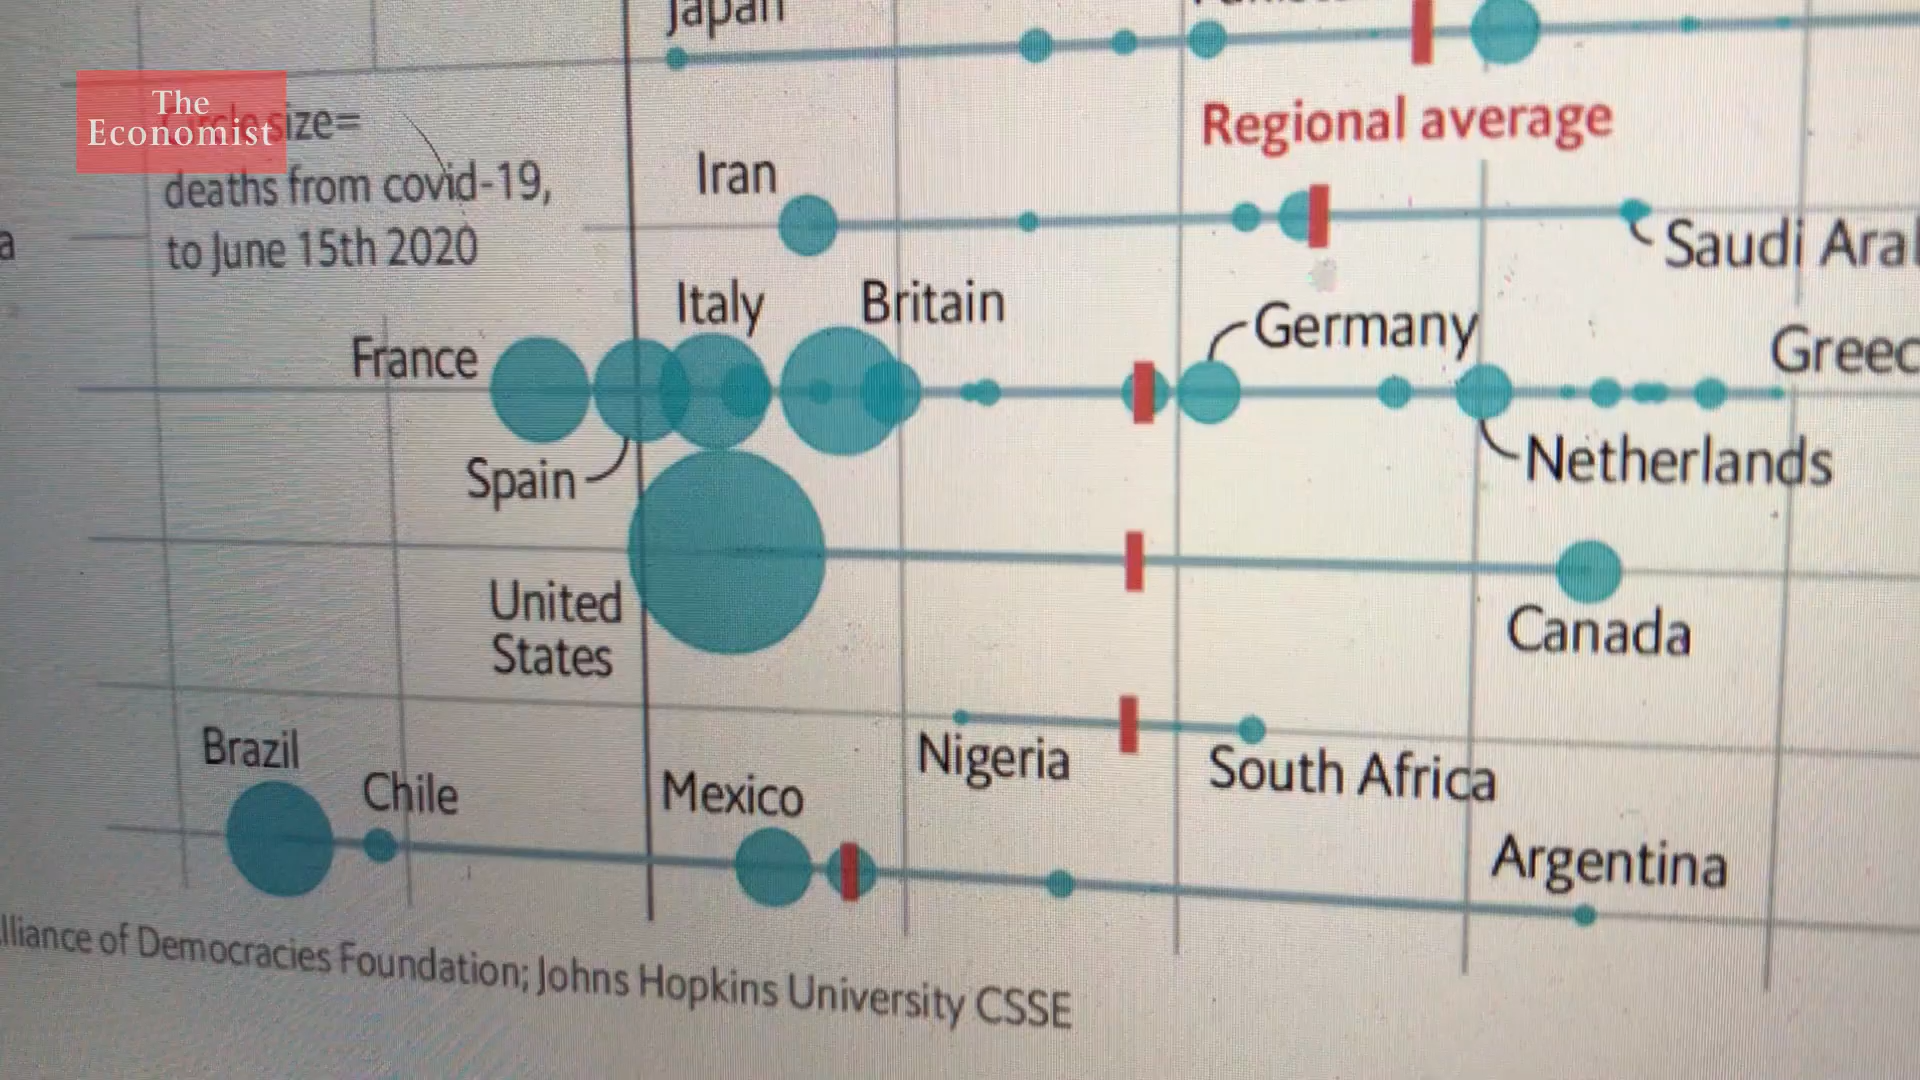 Japan
The
Economist
Circle size=
deaths from covid-19,
to June 15th 2020
Regional average
Iran
Saudi Ara
Italy
Britain
France
Germany
Greec
Spain
Netherlands
United
States
Canada
Brazil
Chile
Mexico
Nigeria
South Africa
Argentina
lliance of Democracies Foundation; Johns Hopkins University CSSE